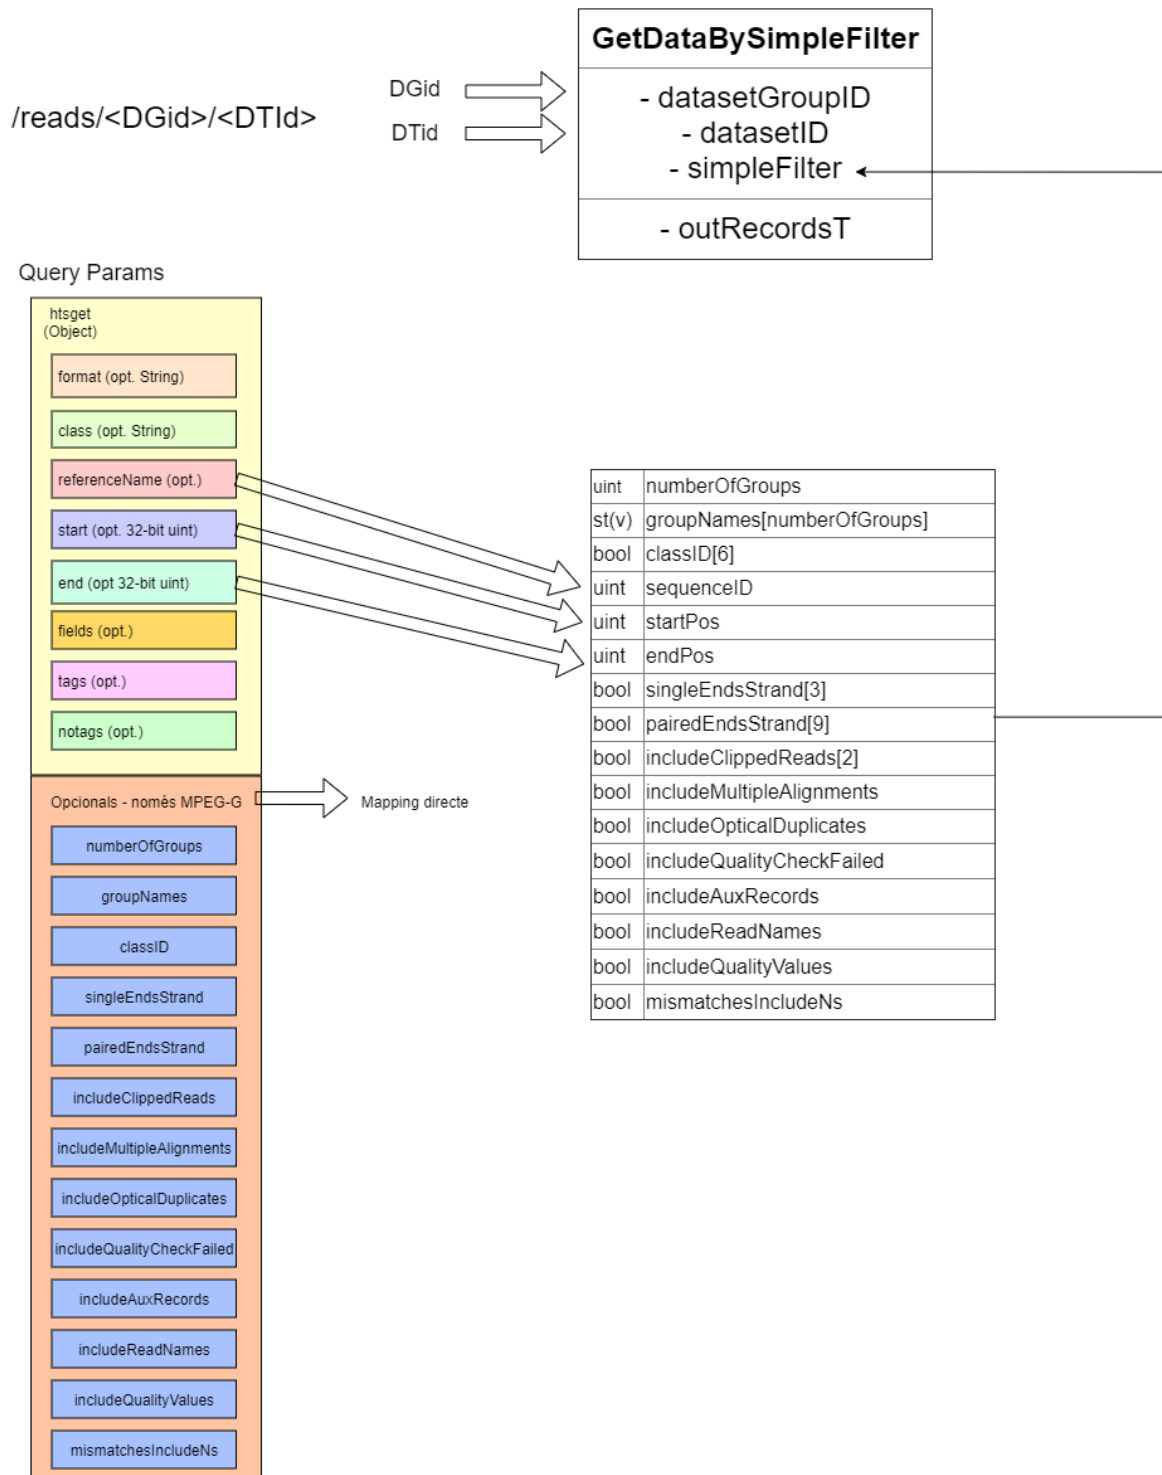 GetDataBySimpleFilter
/reads/<DGid>/<DTId>
DGid
DTid
- datasetGroupID
- datasetID
- simpleFilter
- outRecordsT
Query Params
htsget
(Object)
format (opt. String)
class (opt. String)
referenceName (opt.)
start (opt. 32-bit uint)
end (opt 32-bit uint)
fields (opt.)
tags (opt.)
notags (opt.)
Opcionals - només MPEG-G
Mapping directe
numberOfGroups
groupNames
classID
singleEndsStrand
pairedEndsStrand
includeClippedReads
includeMultipleAlignments
includeOpticalDuplicates
includeQualityCheckFailed
includeAuxRecords
includeReadNames
includeQualityValues
mismatchesIncludeNs
uint numberOfGroups
st(v) groupNames[numberOfGroups]
bool classID[6]
uint sequenceID
uint startPos
uint endPos
bool singleEndsStrand[3]
bool pairedEndsStrand[9]
bool includeClippedReads[2]
bool includeMultipleAlignments
bool includeOpticalDuplicates
bool includeQualityCheckFailed
bool includeAuxRecords
bool includeReadNames
bool includeQualityValues
bool mismatchesIncludeNs